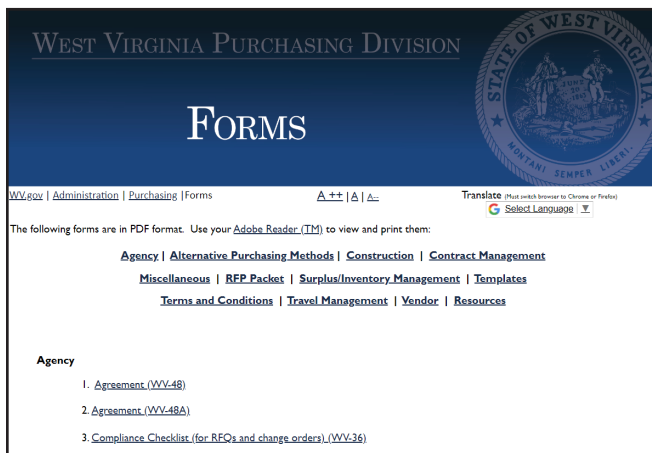 WEST VIRGINIA PURCHASING DIVISION
FORMS
STATE OF WEST VIRGINIA
JUNE 20 1863
MONTANI SEMPER LIBERI
WV.gov | Administration | Purchasing |Forms
A ++ | A | A--
Translate (Must switch browser to Chrome or Firefox)
G Select Language ▼
The following forms are in PDF format. Use your Adobe Reader (TM) to view and print them:
Agency | Alternative Purchasing Methods | Construction | Contract Management
Miscellaneous | RFP Packet | Surplus/Inventory Management | Templates
Terms and Conditions | Travel Management | Vendor | Resources
Agency
1. Agreement (WV-48)
2. Agreement (WV-48A)
3. Compliance Checklist (for RFQs and change orders) (WV-36)